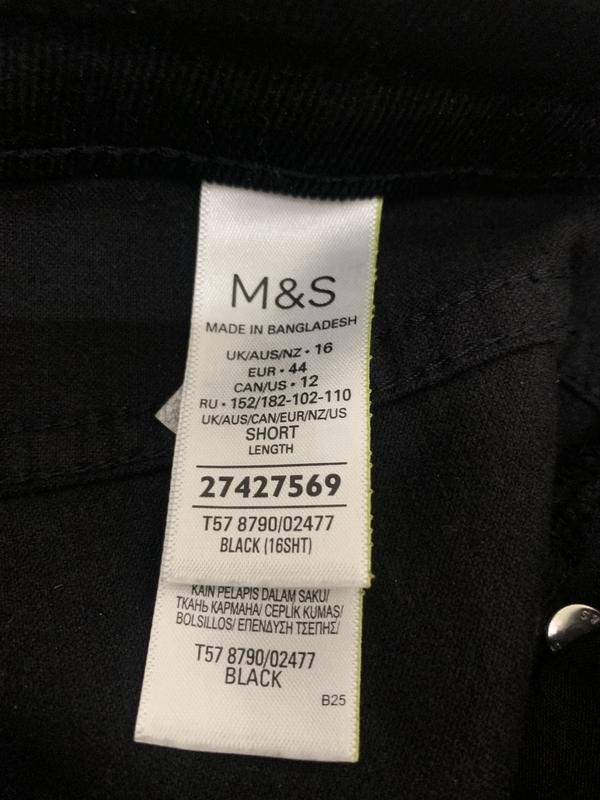 M&S
MADE IN BANGLADESH
UK/AUS/NZ • 16
EUR • 44
CAN/US • 12
RU • 152/182-102-110
UK/AUS/CAN/EUR/NZ/US
SHORT
LENGTH
27427569
T57 8790/02477
BLACK (16SHT)
KAIN PELAPIS DALAM SAKU/
ТКАНЬ КАРМАНА/ CEPLİK KUMAŞ/
BOLSILLOS/ ΕΠΕΝΔΥΣΗ ΤΣΕΠΗΣ/
T57 8790/02477
BLACK
B25